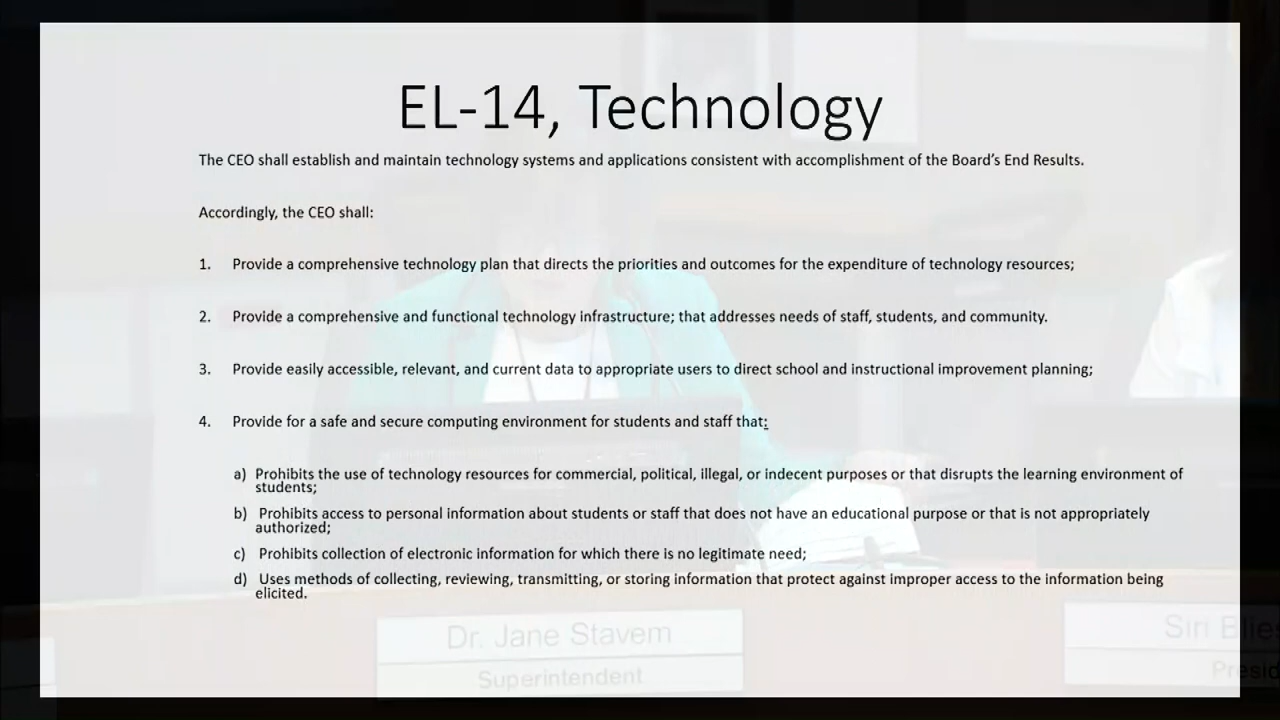 EL-14, Technology
The CEO shall establish and maintain technology systems and applications consistent with accomplishment of the Board’s End Results.
Accordingly, the CEO shall:
1. Provide a comprehensive technology plan that directs the priorities and outcomes for the expenditure of technology resources;
2. Provide a comprehensive and functional technology infrastructure; that addresses needs of staff, students, and community.
3. Provide easily accessible, relevant, and current data to appropriate users to direct school and instructional improvement planning;
4. Provide for a safe and secure computing environment for students and staff that:
a) Prohibits the use of technology resources for commercial, political, illegal, or indecent purposes or that disrupts the learning environment of
students;
b) Prohibits access to personal information about students or staff that does not have an educational purpose or that is not appropriately
authorized;
c) Prohibits collection of electronic information for which there is no legitimate need;
d) Uses methods of collecting, reviewing, transmitting, or storing information that protect against improper access to the information being
elicited.
Dr. Jane Stavem
Superintendent
Siri